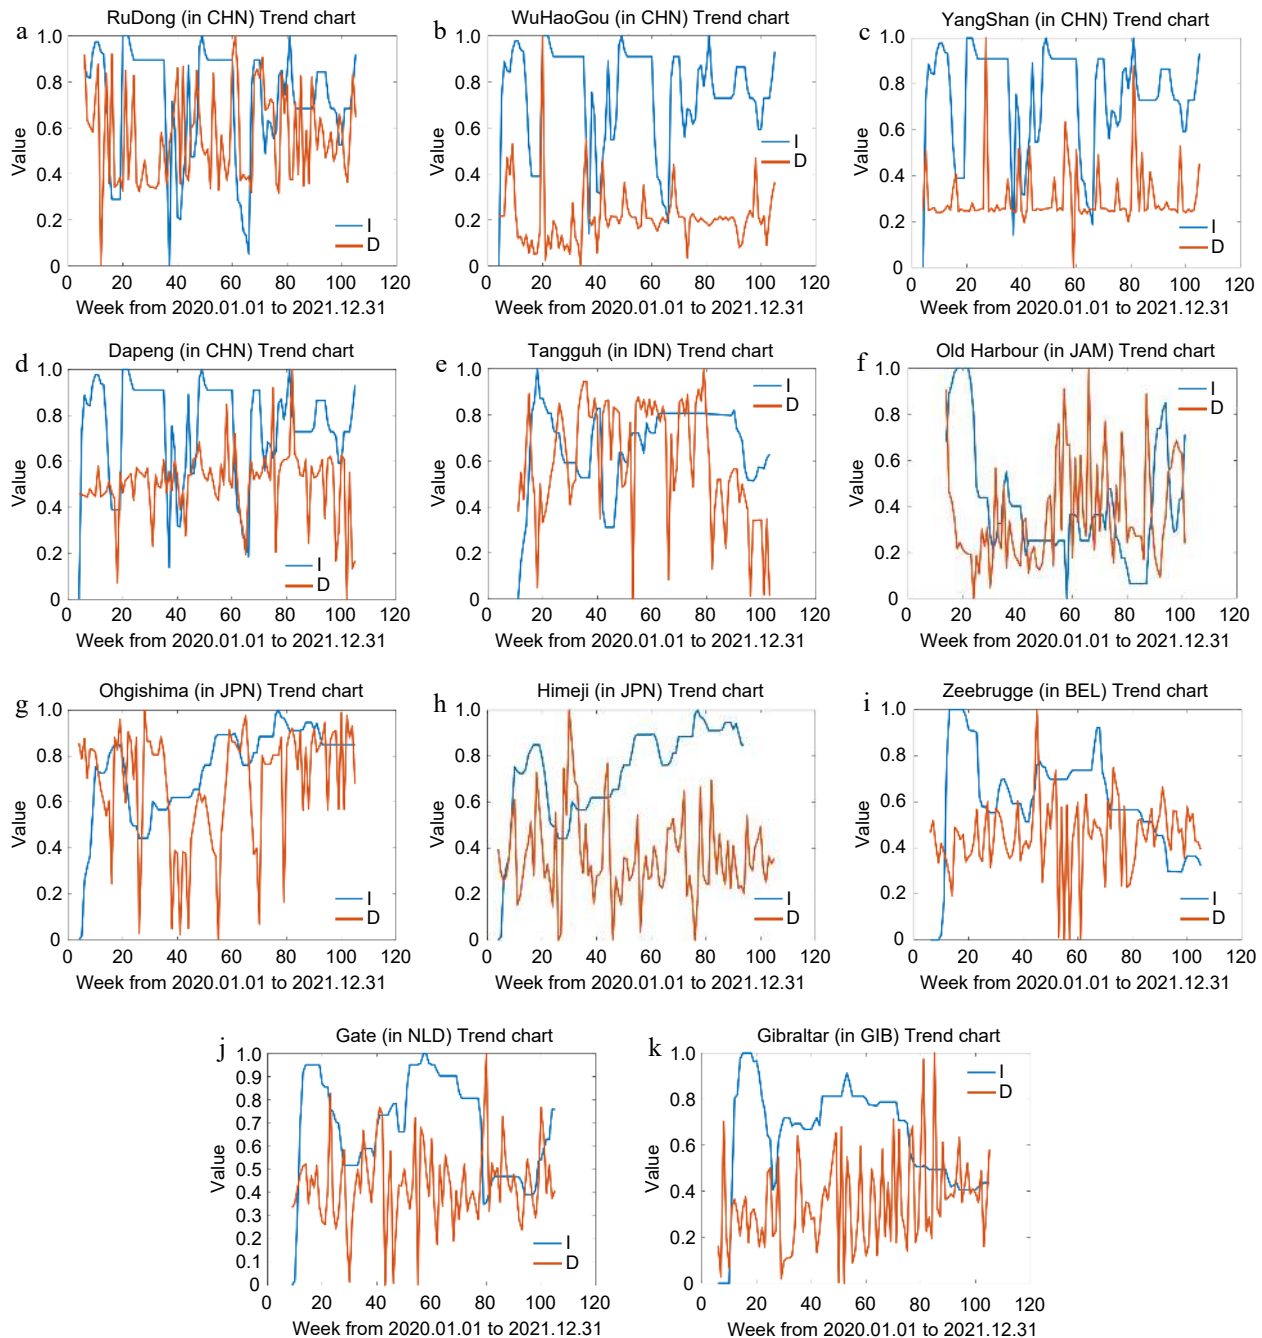 a
RuDong (in CHN) Trend chart
1.0
0.8
0.6
0.4
0.2
0
Value
I
D
0 20 40 60 80 100 120
Week from 2020.01.01 to 2021.12.31
b
WuHaoGou (in CHN) Trend chart
1.0
0.8
0.6
0.4
0.2
0
Value
I
D
0 20 40 60 80 100 120
Week from 2020.01.01 to 2021.12.31
c
YangShan (in CHN) Trend chart
1.0
0.8
0.6
0.4
0.2
0
Value
I
D
0 20 40 60 80 100 120
Week from 2020.01.01 to 2021.12.31
d
Dapeng (in CHN) Trend chart
1.0
0.8
0.6
0.4
0.2
0
Value
I
D
0 20 40 60 80 100 120
Week from 2020.01.01 to 2021.12.31
e
Tangguh (in IDN) Trend chart
1.0
0.8
0.6
0.4
0.2
0
Value
I
D
0 20 40 60 80 100 120
Week from 2020.01.01 to 2021.12.31
f
Old Harbour (in JAM) Trend chart
1.0
0.8
0.6
0.4
0.2
0
Value
I
D
0 20 40 60 80 100 120
Week from 2020.01.01 to 2021.12.31
g
Ohgishima (in JPN) Trend chart
1.0
0.8
0.6
0.4
0.2
0
Value
I
D
0 20 40 60 80 100 120
Week from 2020.01.01 to 2021.12.31
h
Himeji (in JPN) Trend chart
1.0
0.8
0.6
0.4
0.2
0
Value
I
D
0 20 40 60 80 100 120
Week from 2020.01.01 to 2021.12.31
i
Zeebrugge (in BEL) Trend chart
1.0
0.8
0.6
0.4
0.2
0
Value
I
D
0 20 40 60 80 100 120
Week from 2020.01.01 to 2021.12.31
j
Gate (in NLD) Trend chart
1.0
0.9
0.8
0.7
0.6
0.5
0.4
0.3
0.2
0.1
0
Value
I
D
0 20 40 60 80 100 120
Week from 2020.01.01 to 2021.12.31
k
Gibraltar (in GIB) Trend chart
1.0
0.8
0.6
0.4
0.2
0
Value
I
D
0 20 40 60 80 100 120
Week from 2020.01.01 to 2021.12.31